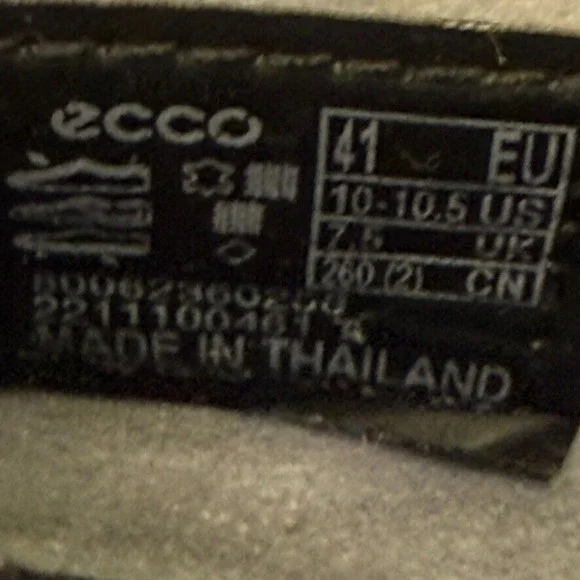 ecco
41 EU
10-10.5 US
7.5 UK
260 (2) CN
MADE IN THAILAND